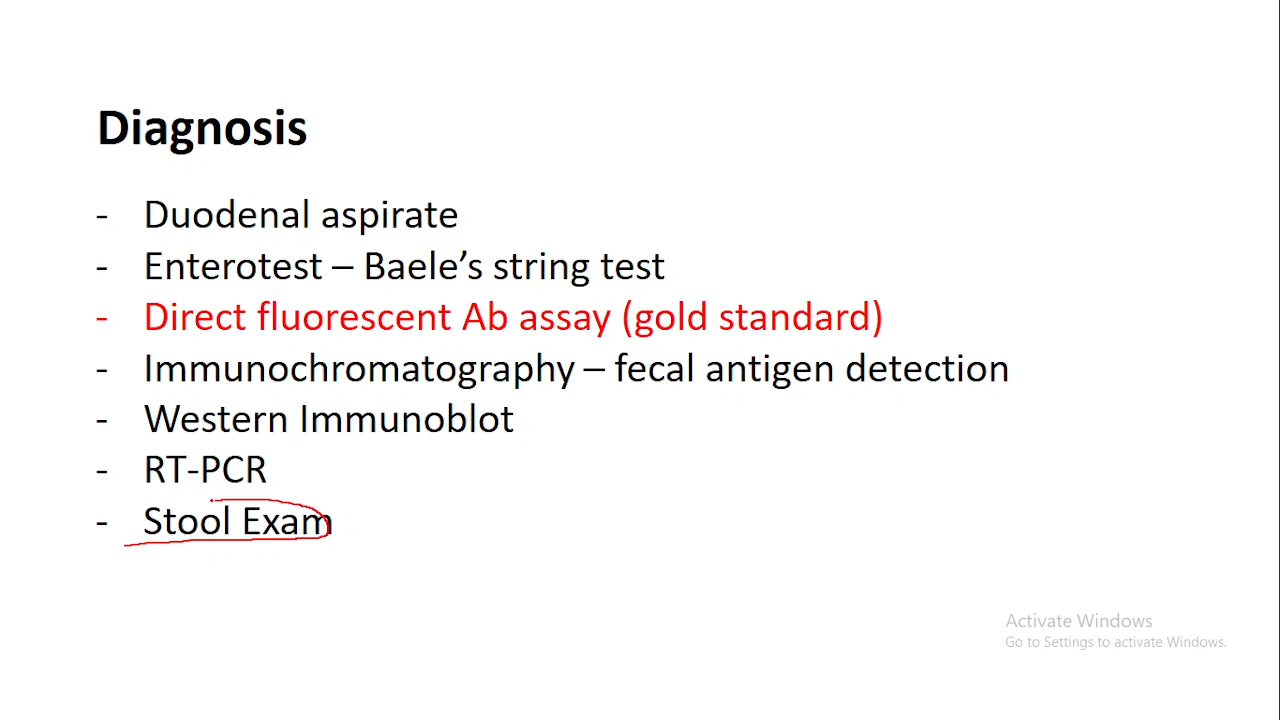 Diagnosis
- Duodenal aspirate
- Enterotest – Baele’s string test
- Direct fluorescent Ab assay (gold standard)
- Immunochromatography – fecal antigen detection
- Western Immunoblot
- RT-PCR
- Stool Exam
Activate Windows
Go to Settings to activate Windows.